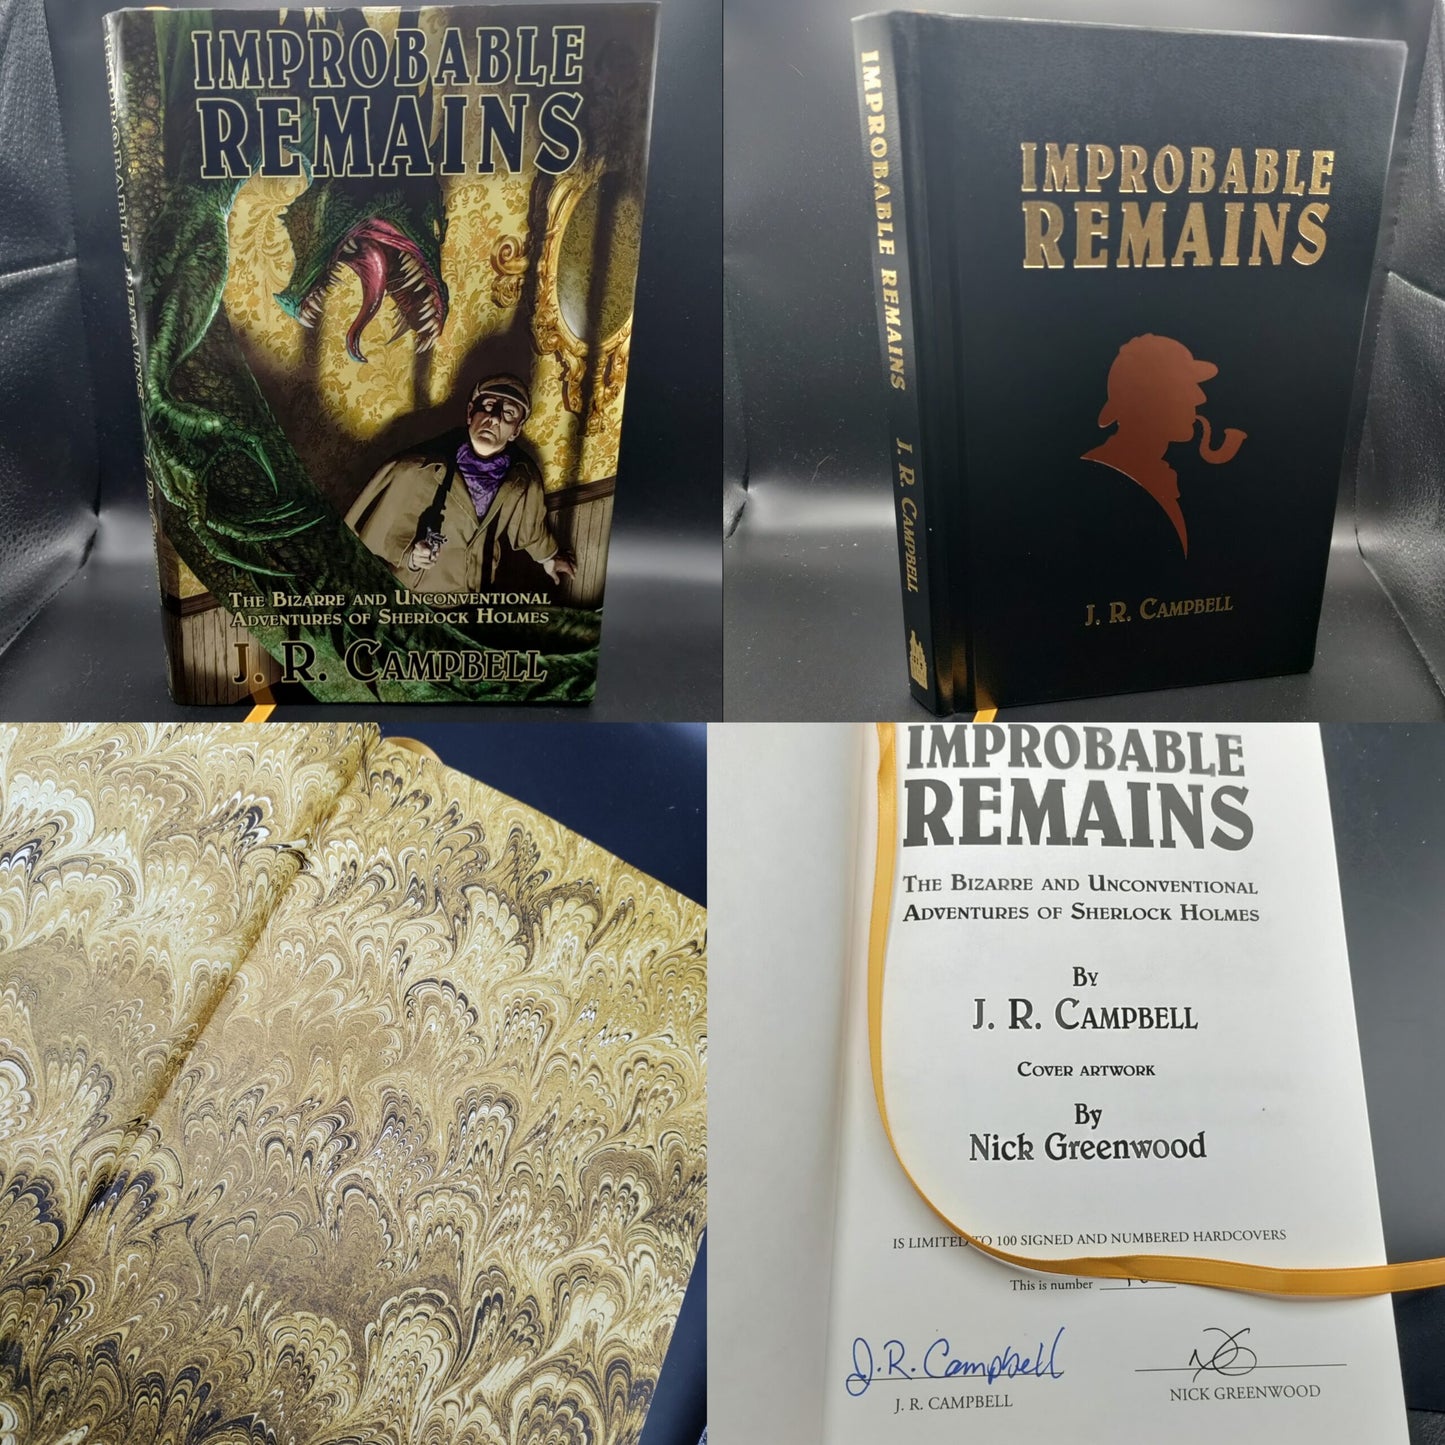 IMPROBABLE
REMAINS
THE BIZARRE AND UNCONVENTIONAL
ADVENTURES OF SHERLOCK HOLMES
J. R. CAMPBELL
IMPROBABLE REMAINS
IMPROBABLE REMAINS J. R. CAMPBELL
IMPROBABLE
REMAINS
J. R. CAMPBELL
IMPROBABLE
REMAINS
THE BIZARRE AND UNCONVENTIONAL
ADVENTURES OF SHERLOCK HOLMES
BY
J. R. CAMPBELL
COVER ARTWORK
By
Nick Greenwood
IS LIMITED TO 100 SIGNED AND NUMBERED HARDCOVERS
This is number
J. R. Campbell
J. R. CAMPBELL
NICK GREENWOOD